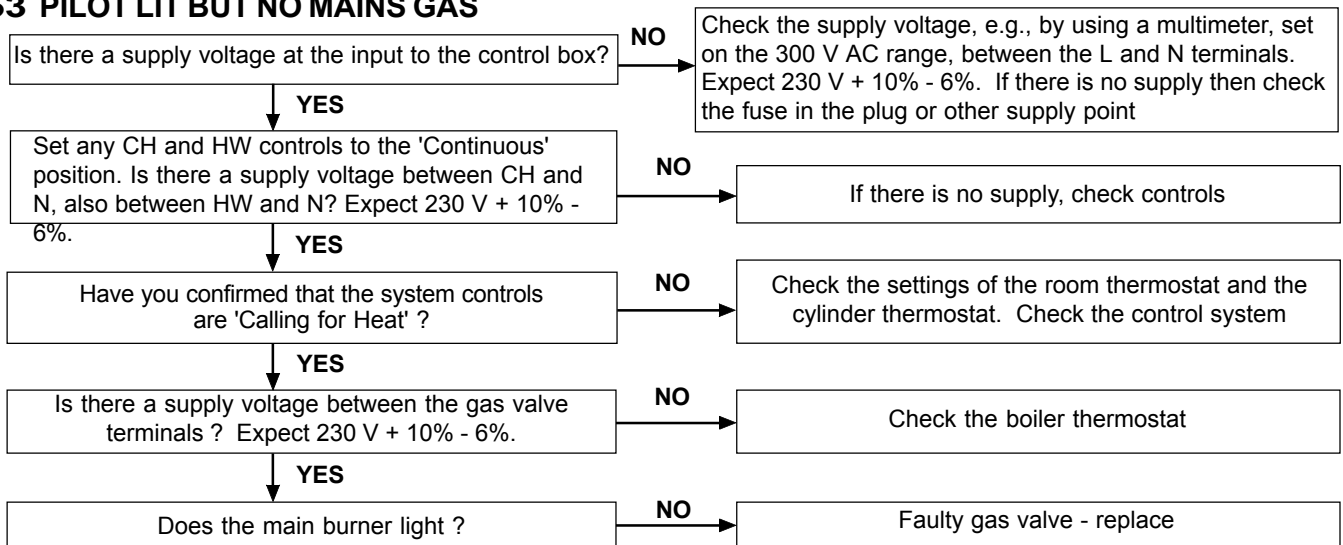 PILOT LIT BUT NO MAINS GAS
Is there a supply voltage at the input to the control box?
NO
Check the supply voltage, e.g., by using a multimeter, set
on the 300 V AC range, between the L and N terminals.
Expect 230 V + 10% - 6%. If there is no supply then check
the fuse in the plug or other supply point
YES
Set any CH and HW controls to the 'Continuous'
position. Is there a supply voltage between CH and
N, also between HW and N? Expect 230 V + 10% -
6%.
NO
If there is no supply, check controls
YES
Have you confirmed that the system controls
are 'Calling for Heat' ?
NO
Check the settings of the room thermostat and the
cylinder thermostat. Check the control system
YES
Is there a supply voltage between the gas valve
terminals ? Expect 230 V + 10% - 6%.
NO
Check the boiler thermostat
YES
Does the main burner light ?
NO
Faulty gas valve - replace